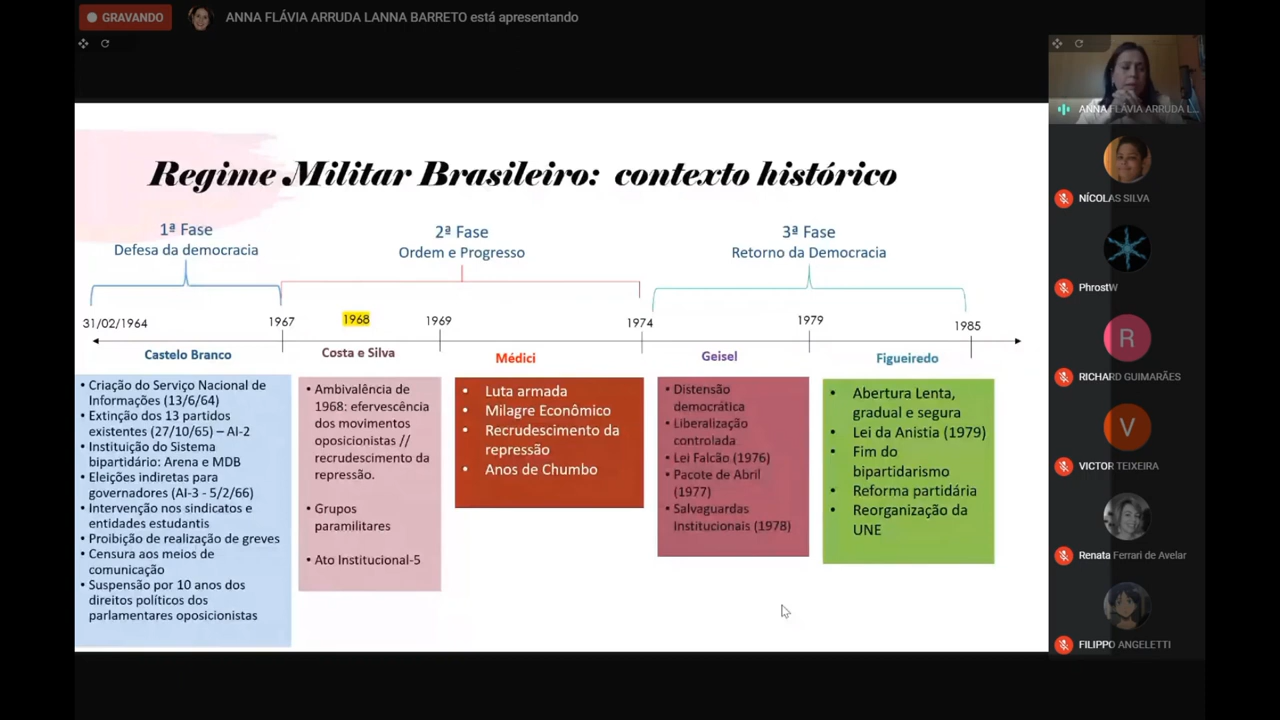 GRAVANDO
ANNA FLÁVIA ARRUDA LANNA BARRETO está apresentando
Regime Militar Brasileiro: contexto histórico
1ª Fase
Defesa da democracia
2ª Fase
Ordem e Progresso
3ª Fase
Retorno da Democracia
31/02/1964
1967
1968
1969
1974
1979
1985
Castelo Branco
Costa e Silva
Médici
Geisel
Figueiredo
• Criação do Serviço Nacional de
Informações (13/6/64)
• Extinção dos 13 partidos
existentes (27/10/65) – AI-2
• Instituição do Sistema
bipartidário: Arena e MDB
• Eleições indiretas para
governadores (AI-3 - 5/2/66)
• Intervenção nos sindicatos e
entidades estudantis
• Proibição de realização de greves
• Censura aos meios de
comunicação
• Suspensão por 10 anos dos
direitos políticos dos
parlamentares oposicionistas
• Ambivalência de
1968: efervescência
dos movimentos
oposicionistas //
recrudescimento da
repressão.
• Grupos
paramilitares
• Ato Institucional-5
• Luta armada
• Milagre Econômico
• Recrudescimento da
repressão
• Anos de Chumbo
• Distensão
democrática
• Liberalização
controlada
• Lei Falcão (1976)
• Pacote de Abril
(1977)
• Salvaguardas
Institucionais (1978)
• Abertura Lenta,
gradual e segura
• Lei da Anistia (1979)
• Fim do
bipartidarismo
• Reforma partidária
• Reorganização da
UNE
ANNA FLÁVIA ARRUDA L...
NÍCOLAS SILVA
PhrostW
R
RICHARD GUIMARÃES
V
VICTOR TEIXEIRA
Renata Ferrari de Avelar
FILIPPO ANGELETTI